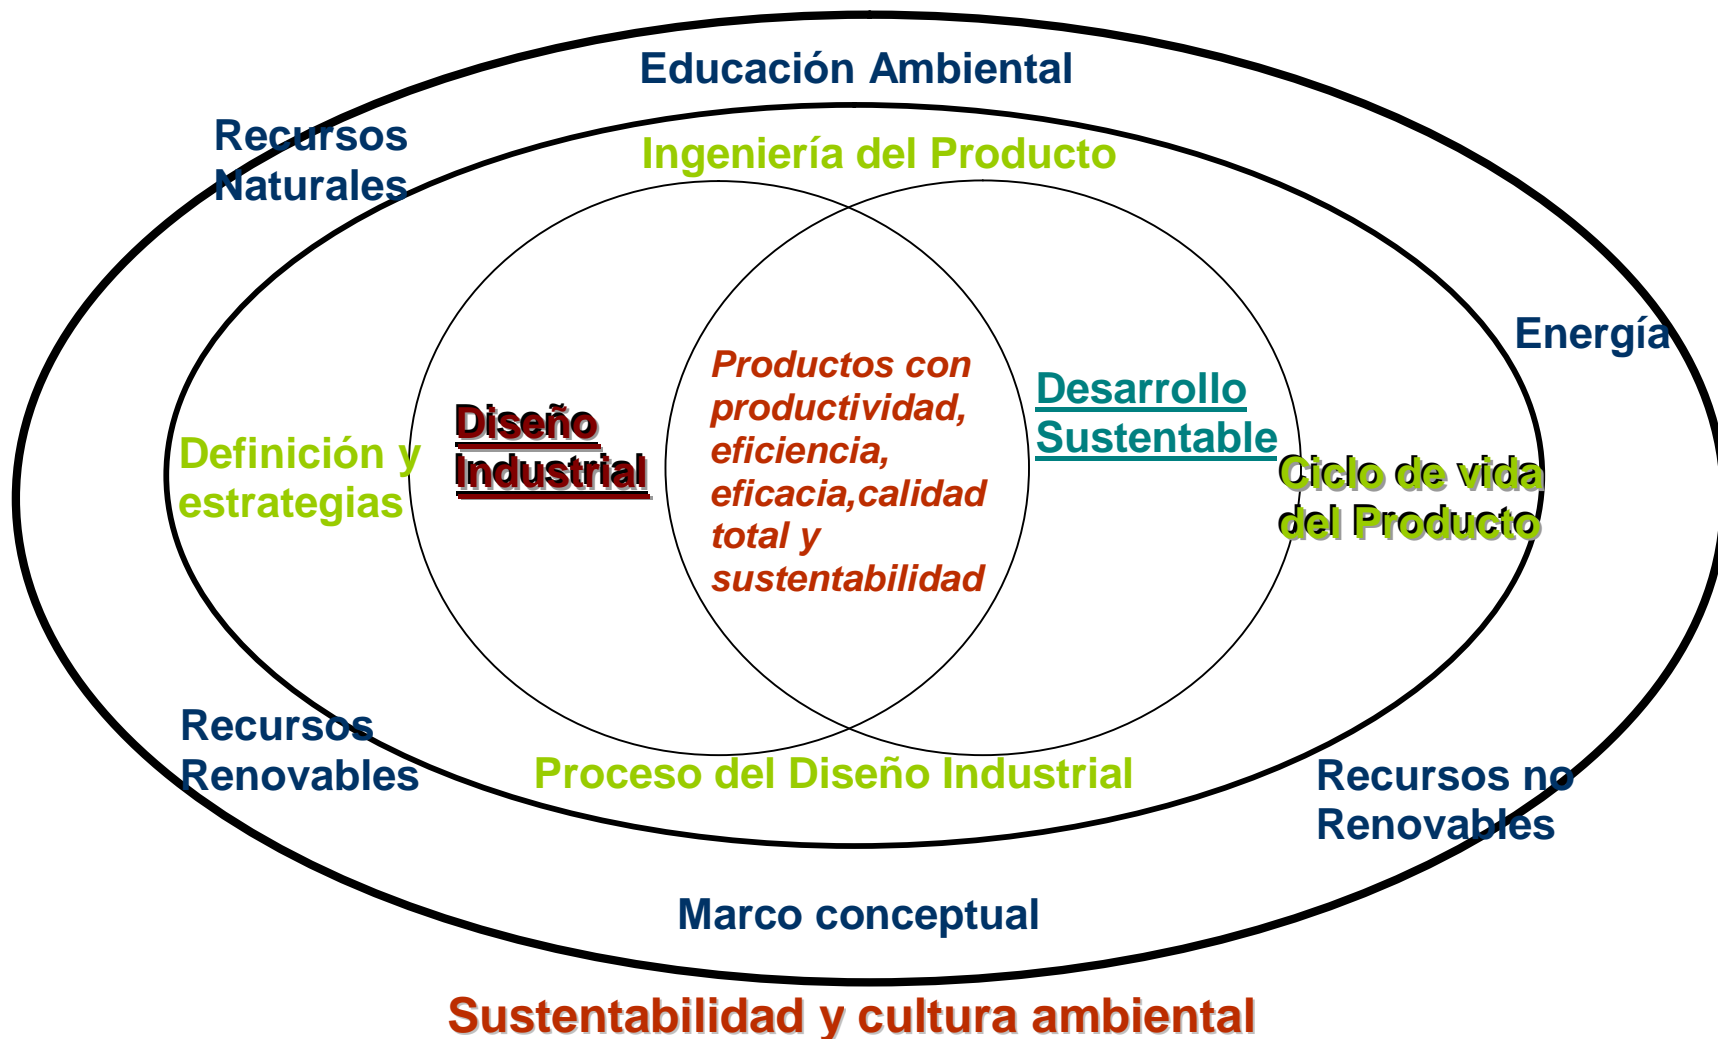 Educación Ambiental
Recursos
Naturales
Ingeniería del Producto
Energía
Productos con
productividad,
eficiencia,
eficacia,calidad
total y
sustentabilidad
Desarrollo
Sustentable
Diseño
Industrial
Definición y
estrategias
Ciclo de vida
del Producto
Recursos
Renovables
Proceso del Diseño Industrial
Recursos no
Renovables
Marco conceptual
Sustentabilidad y cultura ambiental